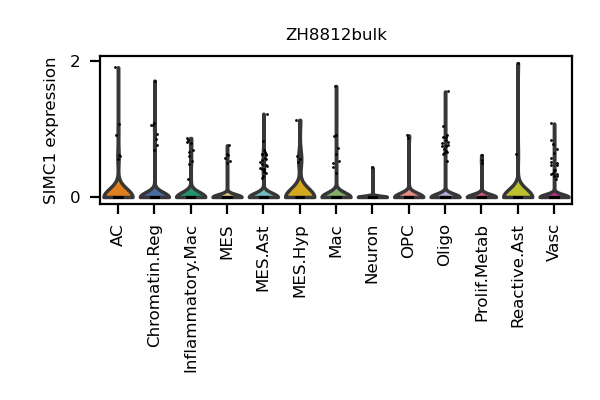 ZH8812bulk
SIMC1 expression
2
0
AC
Chromatin.Reg
Inflammatory.Mac
MES
MES.Ast
MES.Hyp
Mac
Neuron
OPC
Oligo
Prolif.Metab
Reactive.Ast
Vasc